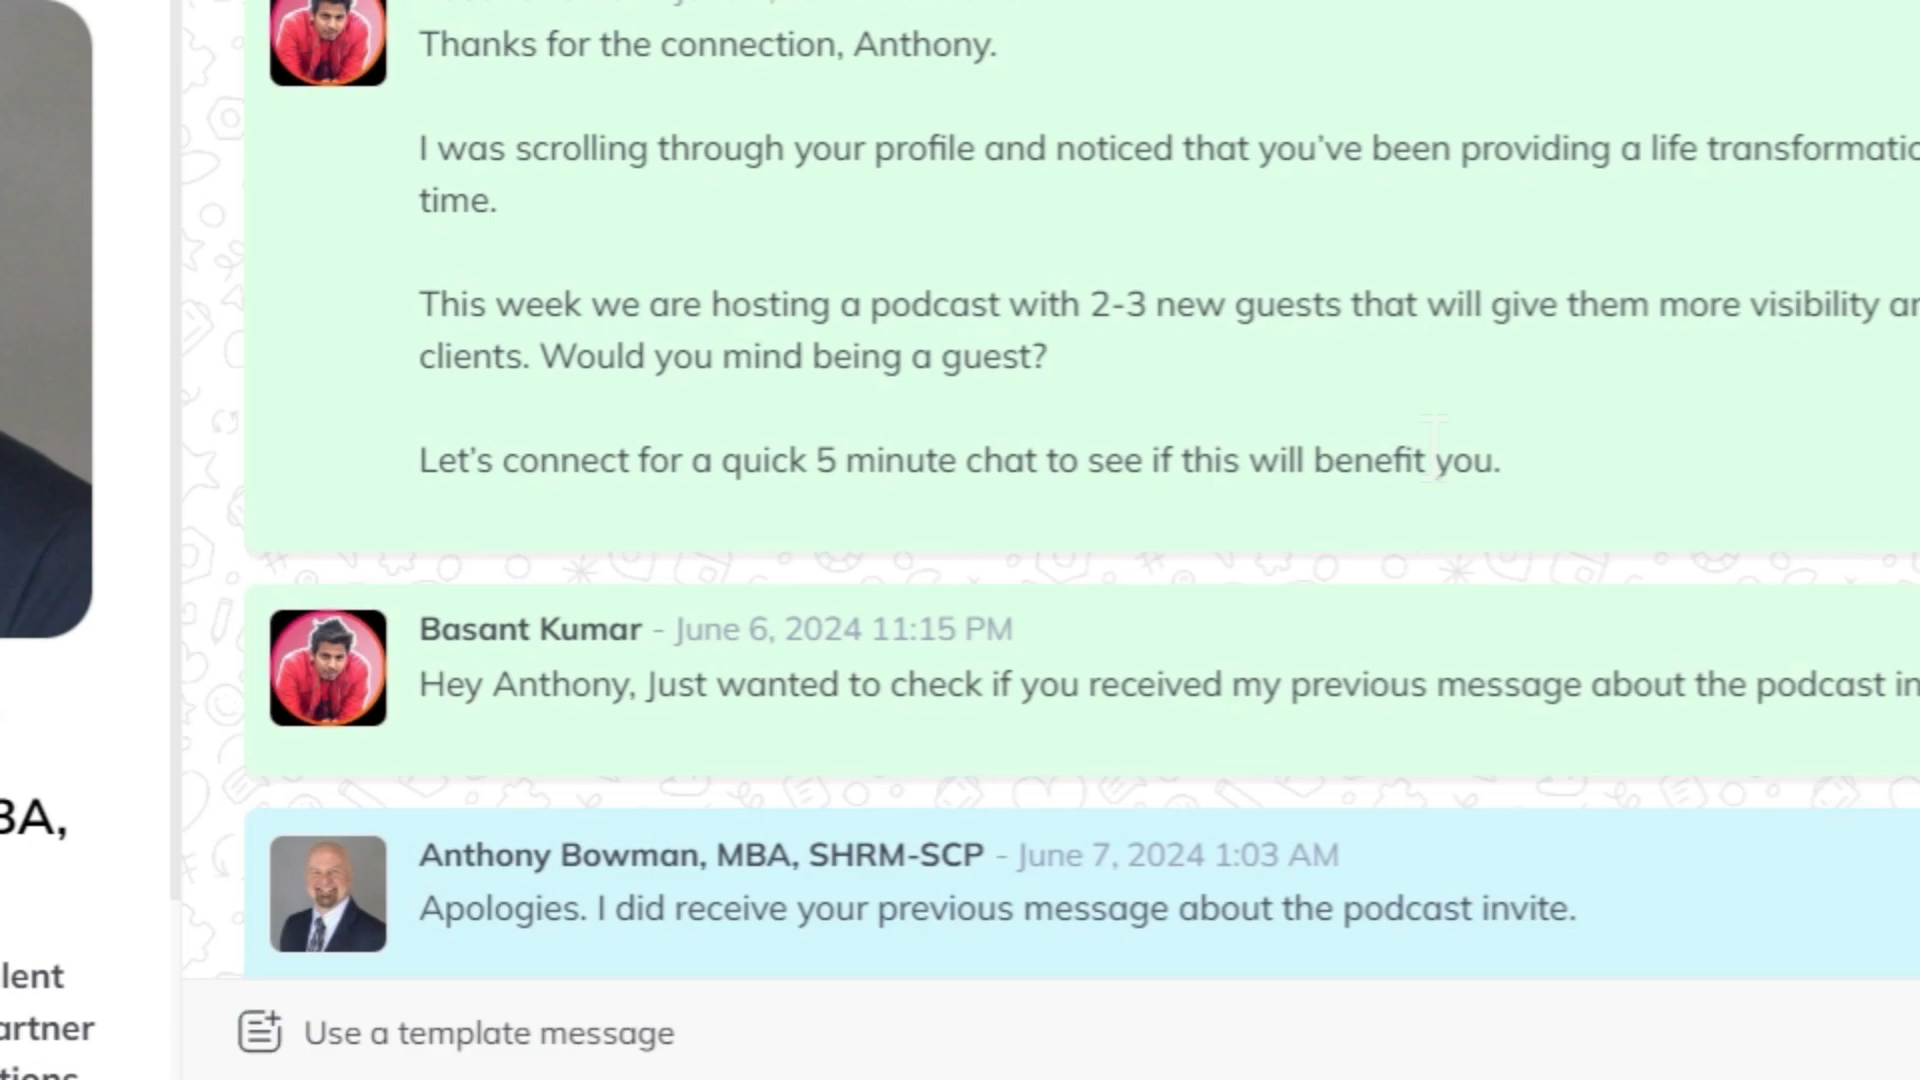 Thanks for the connection, Anthony.
I was scrolling through your profile and noticed that you've been providing a life
time.
This week we are hosting a podcast with 2-3 new guests that will give them more visibility
clients. Would you mind being a guest?
Let's connect for a quick 5 minute chat to see if this will benefit you.
Basant Kumar - June 6, 2024 11:15 PM
Hey Anthony, Just wanted to check if you received my previous message about the podcast
BA,
Anthony Bowman, MBA, SHRM-SCP - June 7, 2024 1:03 AM
Apologies. I did receive your previous message about the podcast invite.
lent
artner
Use a template message